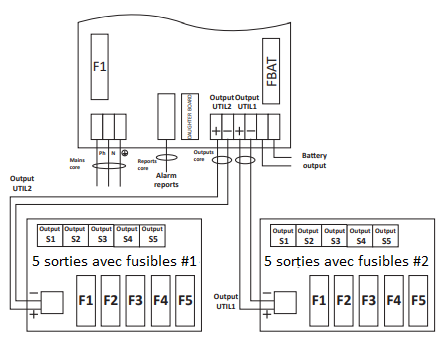 F1
FBAT
DAUGHTER BOARD
Output Output
UTIL2 UTIL1
+ − + −
Ph N
Mains
core
Reports
core
Alarm
reports
Outputs
core
Battery
output
Output
UTIL2
Output Output Output Output Output
S1 S2 S3 S4 S5
5 sorties avec fusibles #1
F1 F2 F3 F4 F5
−
+
Output
UTIL1
Output Output Output Output Output
S1 S2 S3 S4 S5
5 sorties avec fusibles #2
F1 F2 F3 F4 F5
−
+